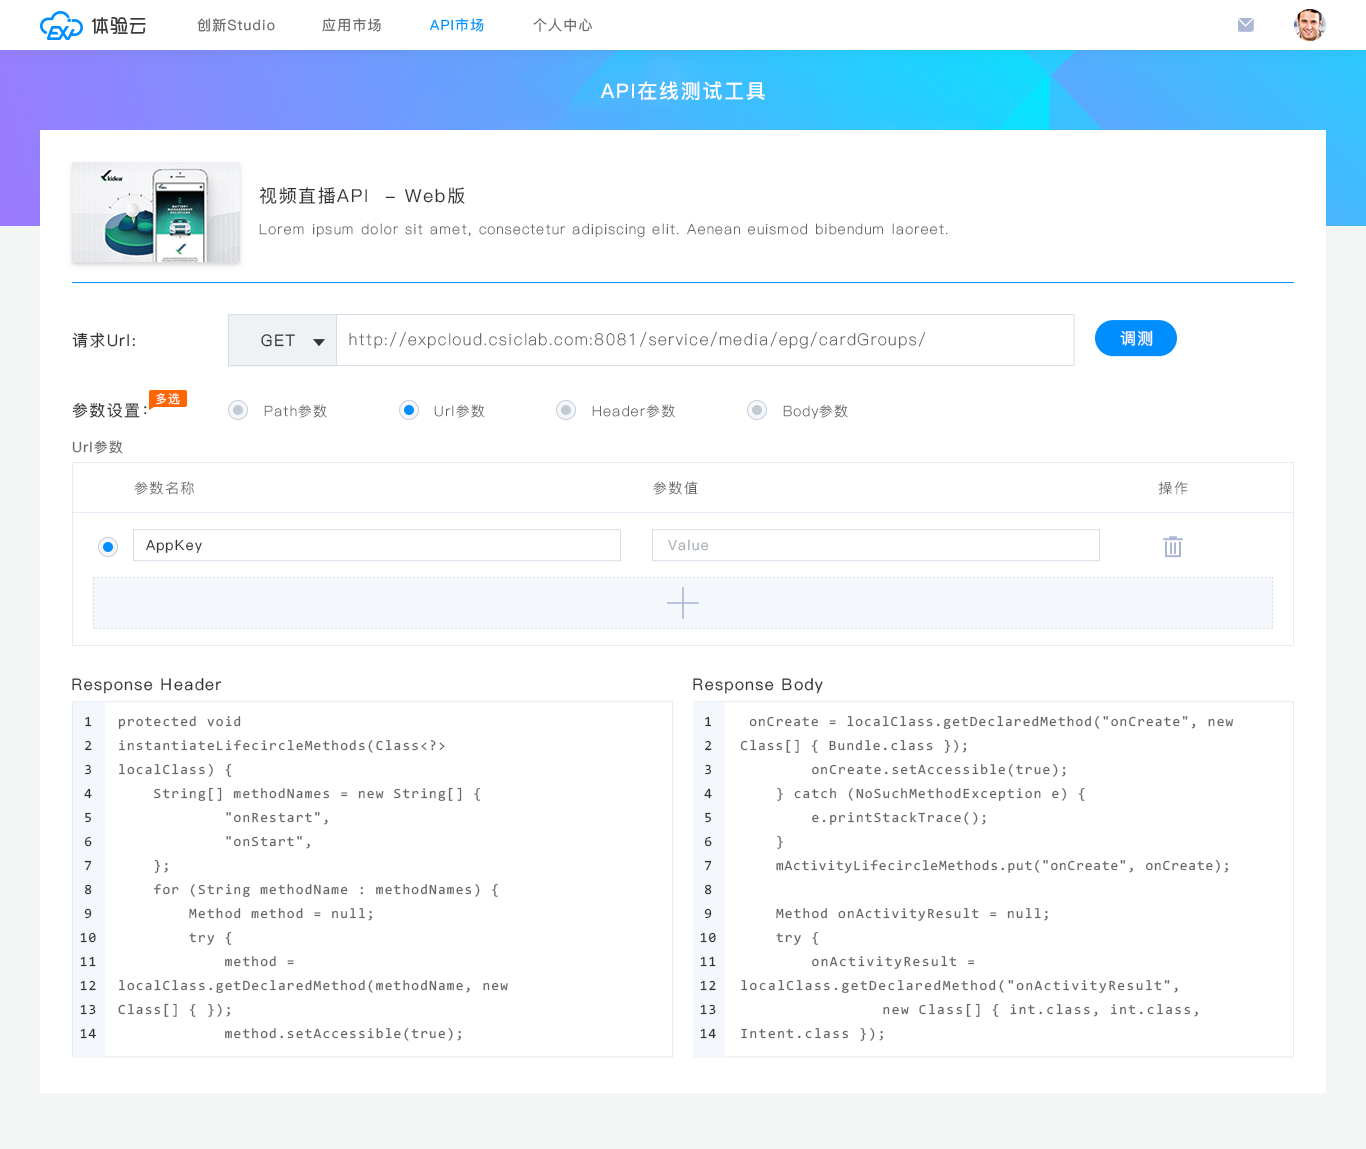 EXP 体验云 创新Studio 应用市场 API市场 个人中心
API在线测试工具
kidow
BATTERY
MANAGEMENT
SOLUTIONS
视频直播API - Web版
Lorem ipsum dolor sit amet, consectetur adipiscing elit. Aenean euismod bibendum laoreet.
请求Url: GET http://expcloud.csiclab.com:8081/service/media/epg/cardGroups/ 调测
参数设置: 多选 Path参数 Url参数 Header参数 Body参数
Url参数
参数名称 参数值 操作
AppKey Value
Response Header
1 protected void
2 instantiateLifecircleMethods(Class<?>
3 localClass) {
4 String[] methodNames = new String[] {
5 "onRestart",
6 "onStart",
7 };
8 for (String methodName : methodNames) {
9 Method method = null;
10 try {
11 method =
12 localClass.getDeclaredMethod(methodName, new
13 Class[] { });
14 method.setAccessible(true);
Response Body
1 onCreate = localClass.getDeclaredMethod("onCreate", new
2 Class[] { Bundle.class });
3 onCreate.setAccessible(true);
4 } catch (NoSuchMethodException e) {
5 e.printStackTrace();
6 }
7 mActivityLifecircleMethods.put("onCreate", onCreate);
8
9 Method onActivityResult = null;
10 try {
11 onActivityResult =
12 localClass.getDeclaredMethod("onActivityResult",
13 new Class[] { int.class, int.class,
14 Intent.class });